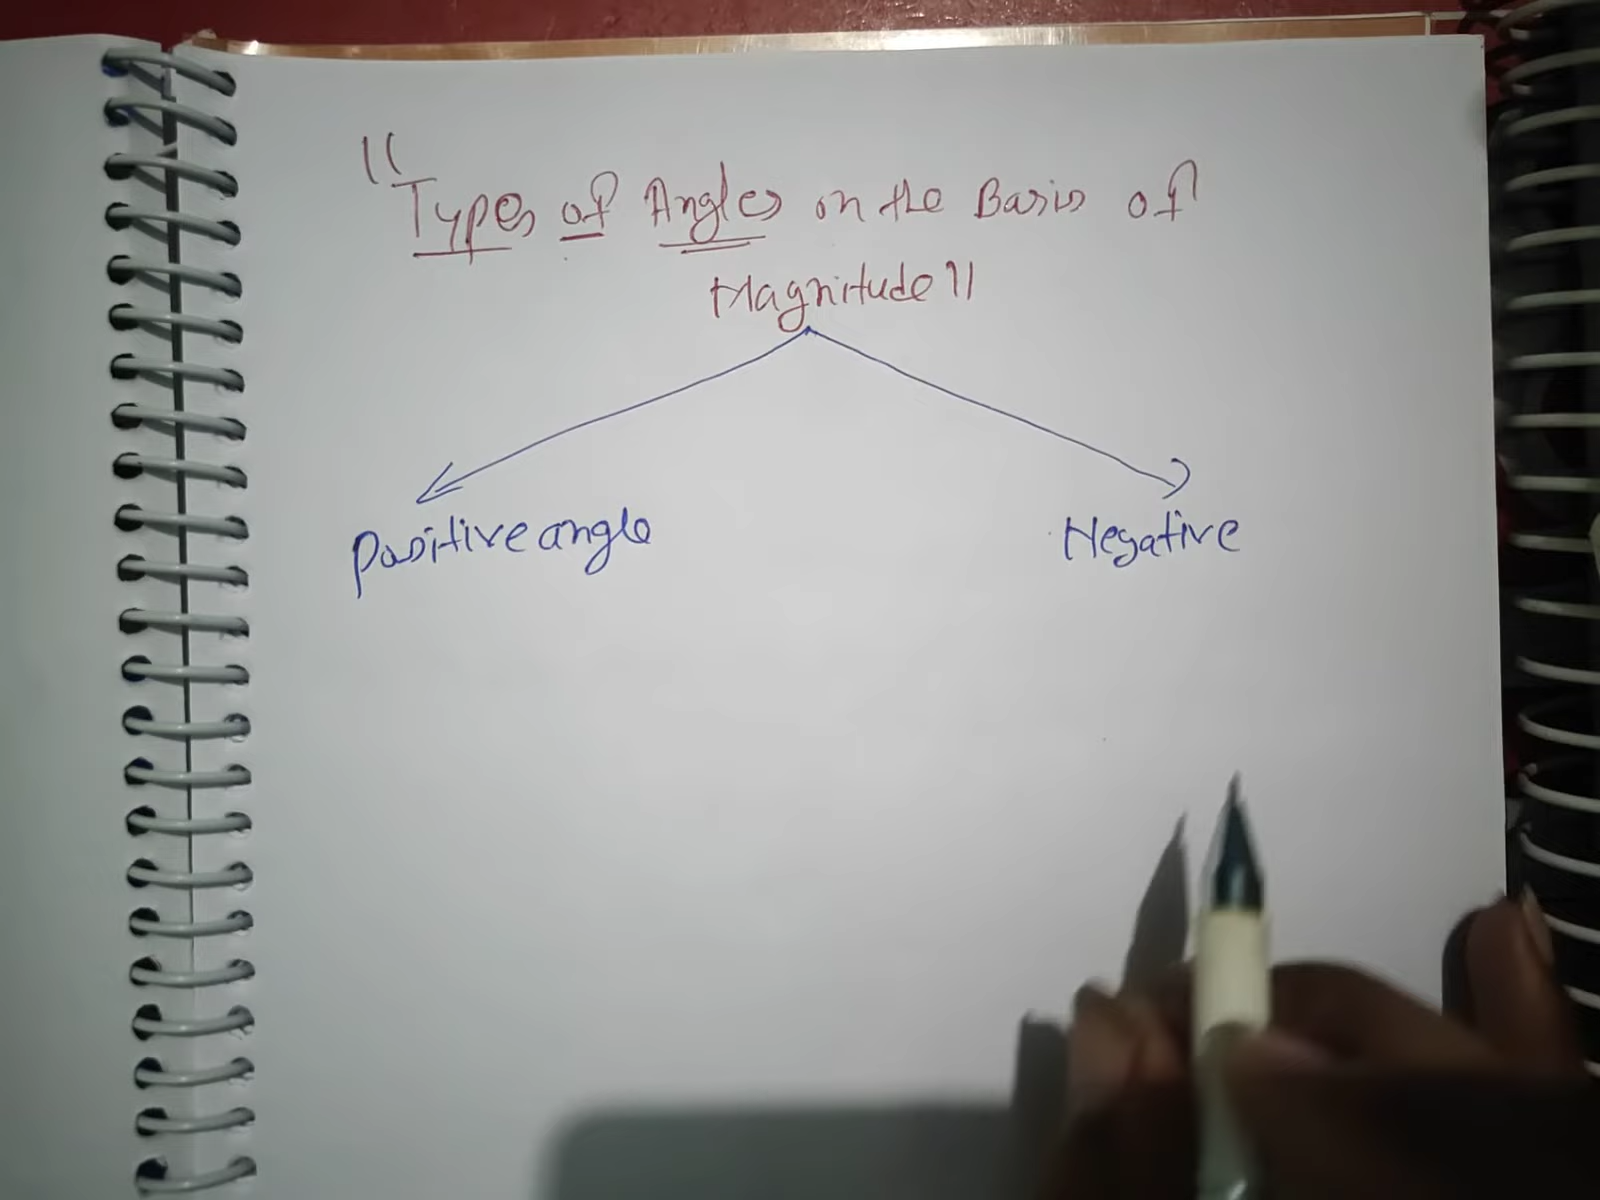 "Types of Angles on the Basis of
Magnitude"
Positive angle
Negative